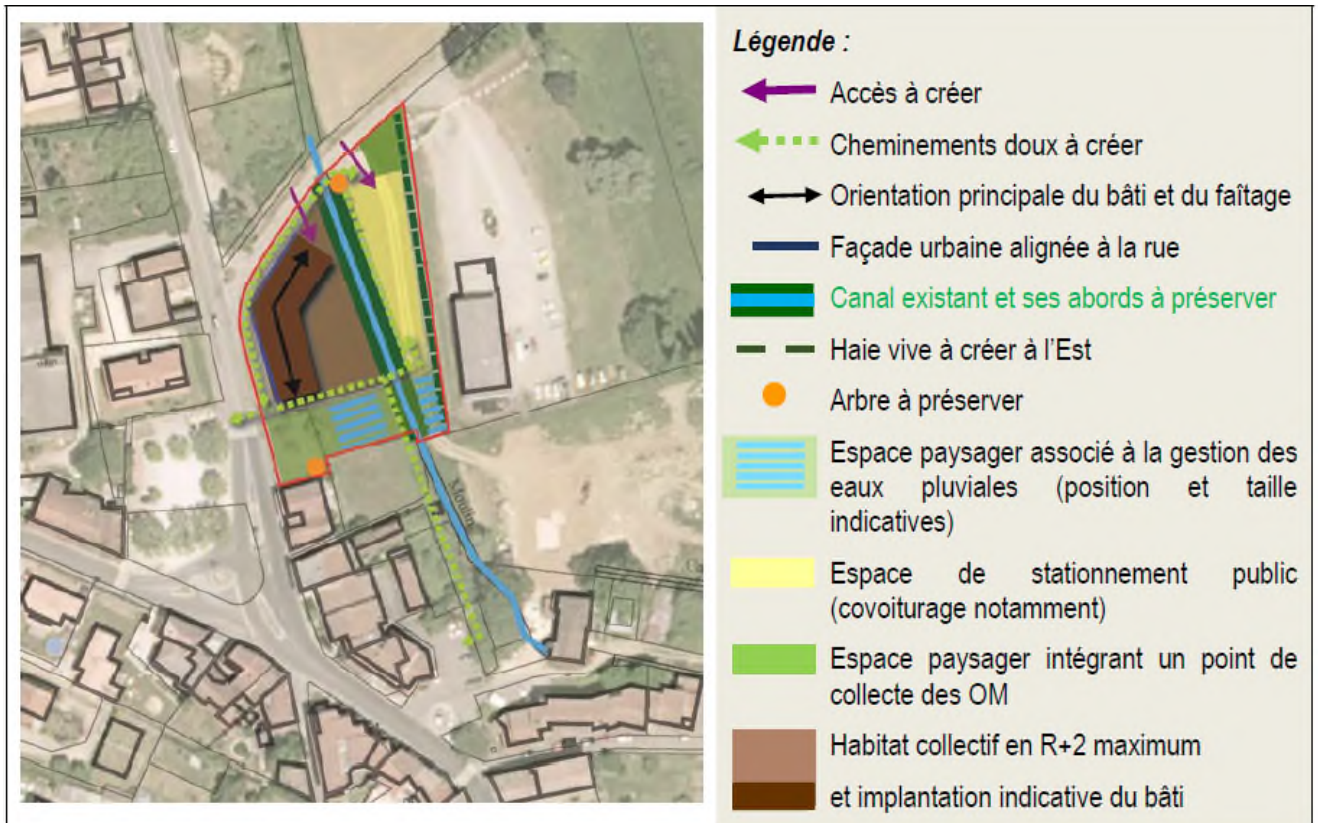 Légende :
Accès à créer
Cheminements doux à créer
Orientation principale du bâti et du faîtage
Façade urbaine alignée à la rue
Canal existant et ses abords à préserver
Haie vive à créer à l'Est
Arbre à préserver
Espace paysager associé à la gestion des
eaux pluviales (position et taille
indicatives)
Espace de stationnement public
(covoiturage notamment)
Espace paysager intégrant un point de
collecte des OM
Habitat collectif en R+2 maximum
et implantation indicative du bâti
Moulin